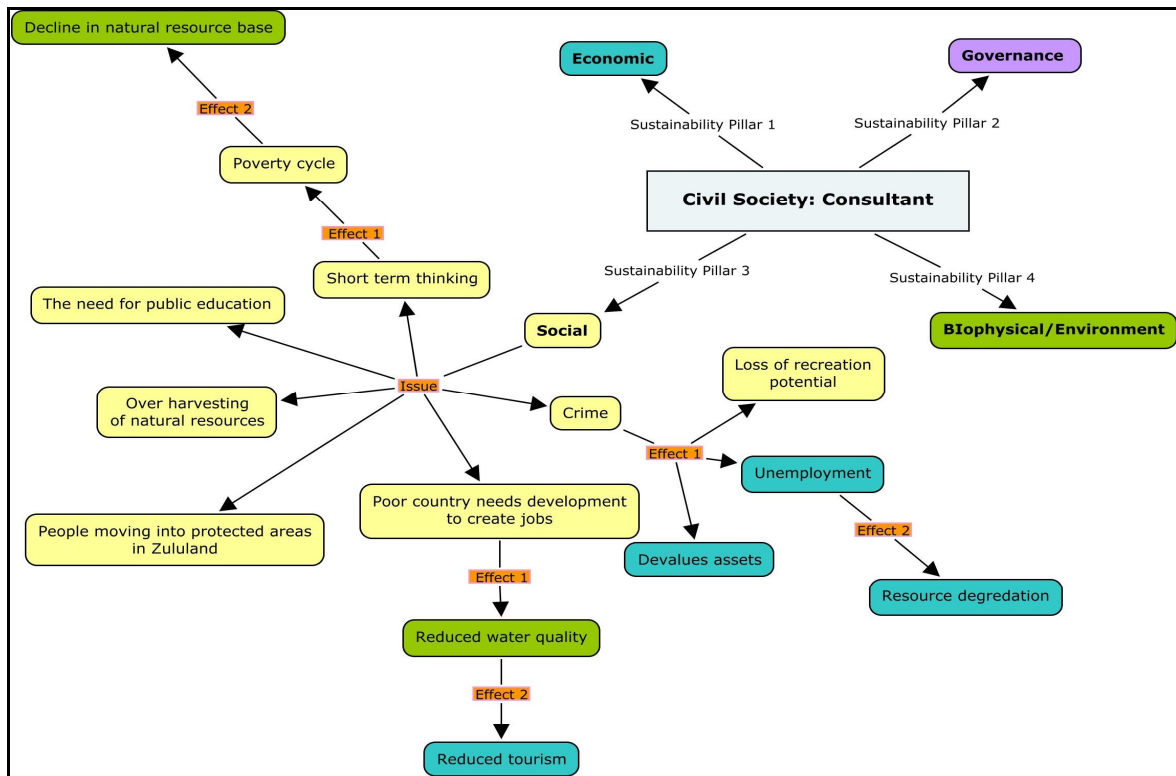 Decline in natural resource base
Economic
Governance
Effect 2
Sustainability Pillar 1
Sustainability Pillar 2
Poverty cycle
Civil Society: Consultant
Effect 1
Short term thinking
Sustainability Pillar 3
Sustainability Pillar 4
The need for public education
Social
BIophysical/Environment
Loss of recreation
potential
Issue
Over harvesting
of natural resources
Crime
Effect 1
Unemployment
Poor country needs development
to create jobs
People moving into protected areas
in Zululand
Effect 2
Devalues assets
Effect 1
Resource degredation
Reduced water quality
Effect 2
Reduced tourism